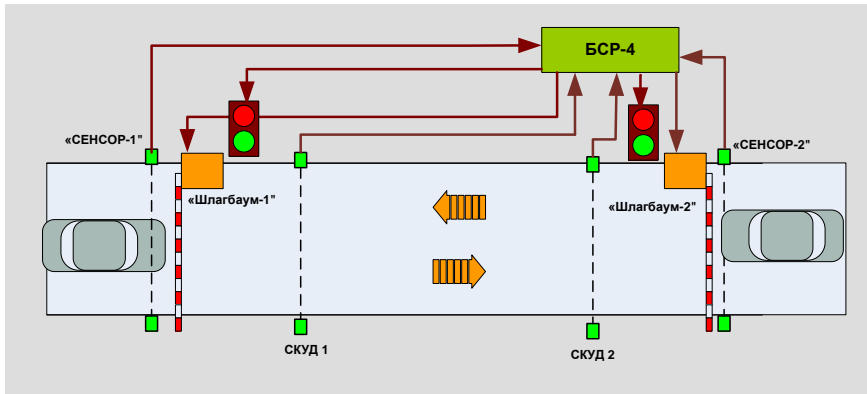 БСР-4
«СЕНСОР-1"
«СЕНСОР-2"
«Шлагбаум-1"
«Шлагбаум-2"
СКУД 1
СКУД 2